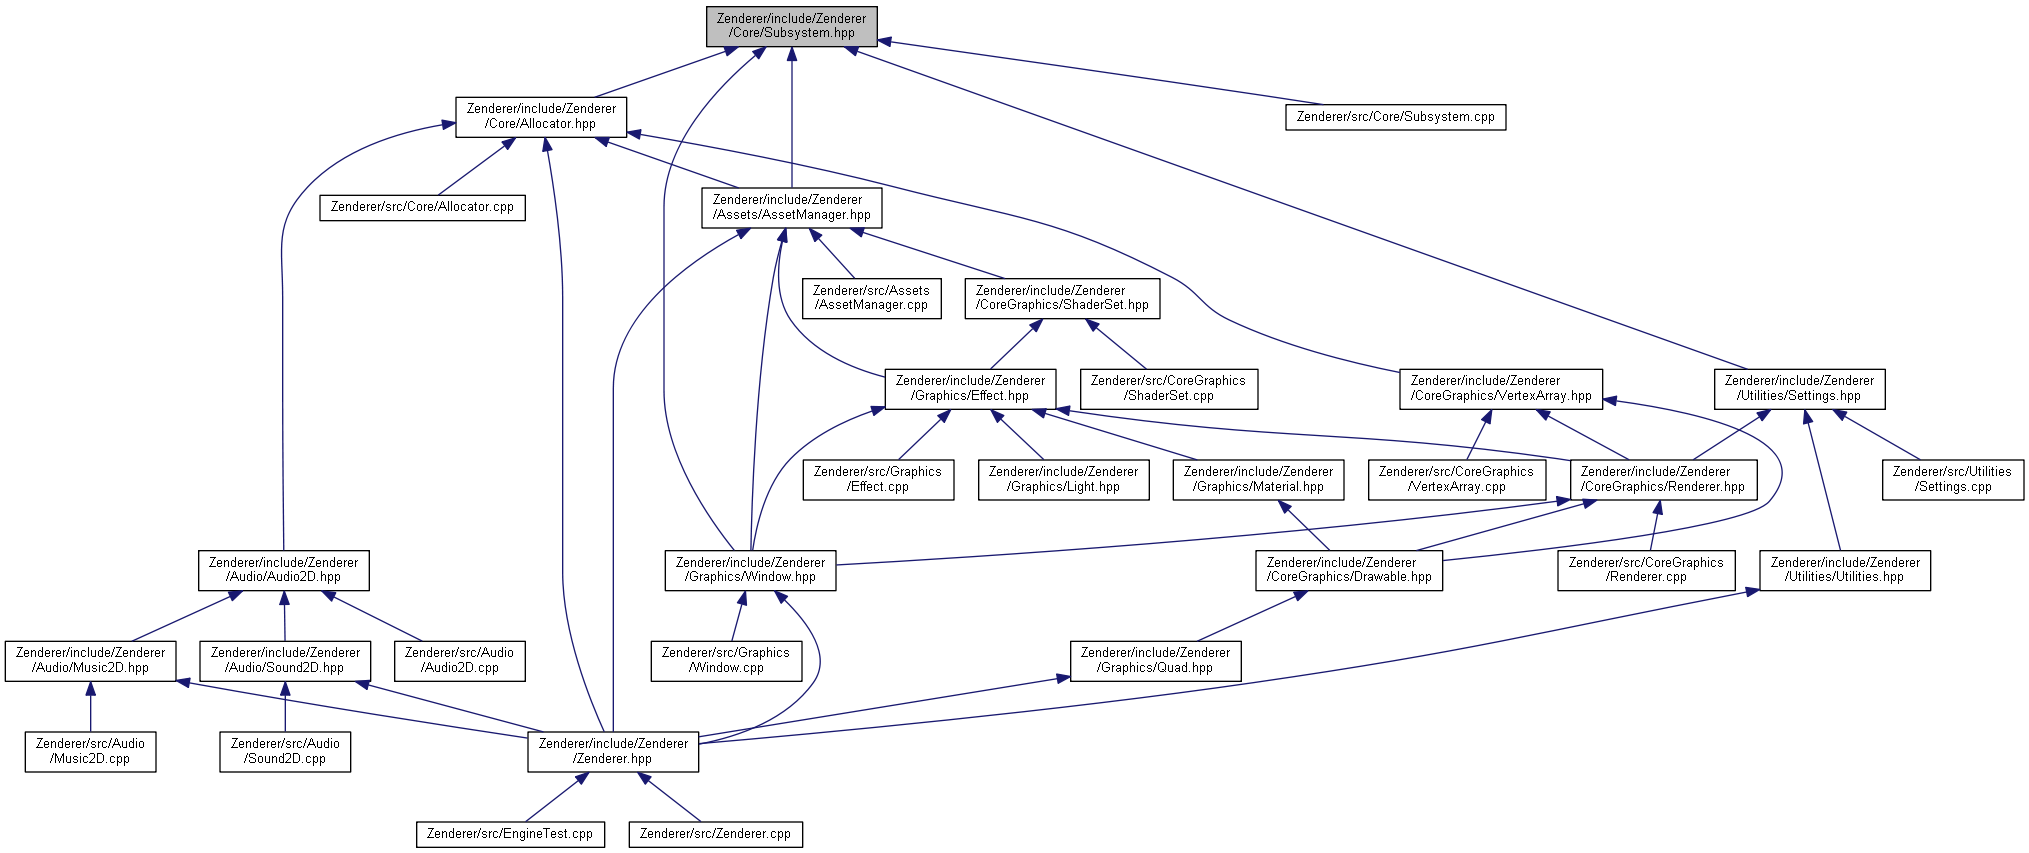 Zenderer/include/Zenderer
/Core/Subsystem.hpp
Zenderer/include/Zenderer
/Core/Allocator.hpp
Zenderer/src/Core/Subsystem.cpp
Zenderer/src/Core/Allocator.cpp
Zenderer/include/Zenderer
/Assets/AssetManager.hpp
Zenderer/src/Assets
/AssetManager.cpp
Zenderer/include/Zenderer
/CoreGraphics/ShaderSet.hpp
Zenderer/include/Zenderer
/Graphics/Effect.hpp
Zenderer/src/CoreGraphics
/ShaderSet.cpp
Zenderer/include/Zenderer
/CoreGraphics/VertexArray.hpp
Zenderer/include/Zenderer
/Utilities/Settings.hpp
Zenderer/src/Graphics
/Effect.cpp
Zenderer/include/Zenderer
/Graphics/Light.hpp
Zenderer/include/Zenderer
/Graphics/Material.hpp
Zenderer/src/CoreGraphics
/VertexArray.cpp
Zenderer/include/Zenderer
/CoreGraphics/Renderer.hpp
Zenderer/src/Utilities
/Settings.cpp
Zenderer/include/Zenderer
/Audio/Audio2D.hpp
Zenderer/include/Zenderer
/Graphics/Window.hpp
Zenderer/include/Zenderer
/CoreGraphics/Drawable.hpp
Zenderer/src/CoreGraphics
/Renderer.cpp
Zenderer/include/Zenderer
/Utilities/Utilities.hpp
Zenderer/include/Zenderer
/Audio/Music2D.hpp
Zenderer/include/Zenderer
/Audio/Sound2D.hpp
Zenderer/src/Audio
/Audio2D.cpp
Zenderer/src/Graphics
/Window.cpp
Zenderer/include/Zenderer
/Graphics/Quad.hpp
Zenderer/src/Audio
/Music2D.cpp
Zenderer/src/Audio
/Sound2D.cpp
Zenderer/include/Zenderer
/Zenderer.hpp
Zenderer/src/EngineTest.cpp
Zenderer/src/Zenderer.cpp